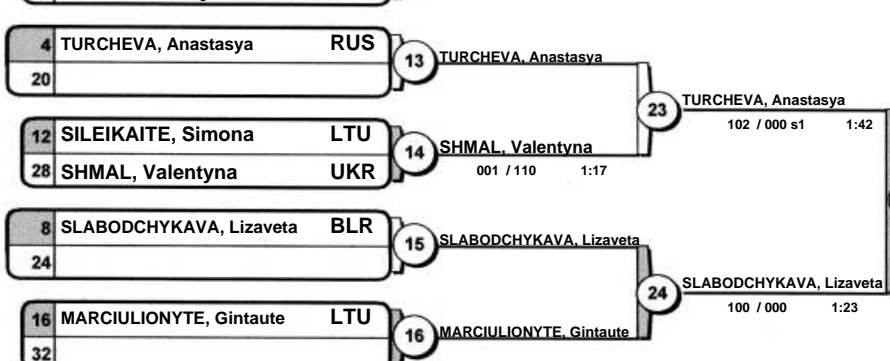 4 TURCHEVA, Anastasya RUS
20
13
TURCHEVA, Anastasya
12 SILEIKAITE, Simona LTU
28 SHMAL, Valentyna UKR
14
SHMAL, Valentyna
001 / 110 1:17
23
TURCHEVA, Anastasya
102 / 000 s1 1:42
8 SLABODCHYKAVA, Lizaveta BLR
24
15
SLABODCHYKAVA, Lizaveta
16 MARCIULIONYTE, Gintaute LTU
32
16
MARCIULIONYTE, Gintaute
24
SLABODCHYKAVA, Lizaveta
100 / 000 1:23